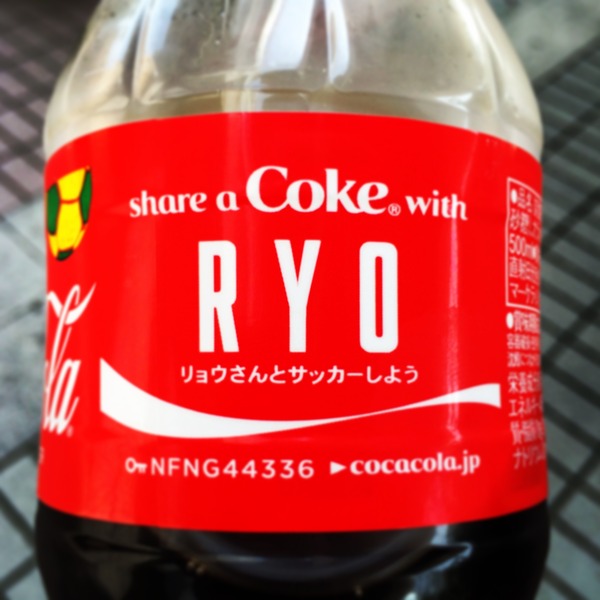 share a Coke® with
RYO
リョウさんとサッカーしよう
NFNG44336 ►cocacola.jp
500m